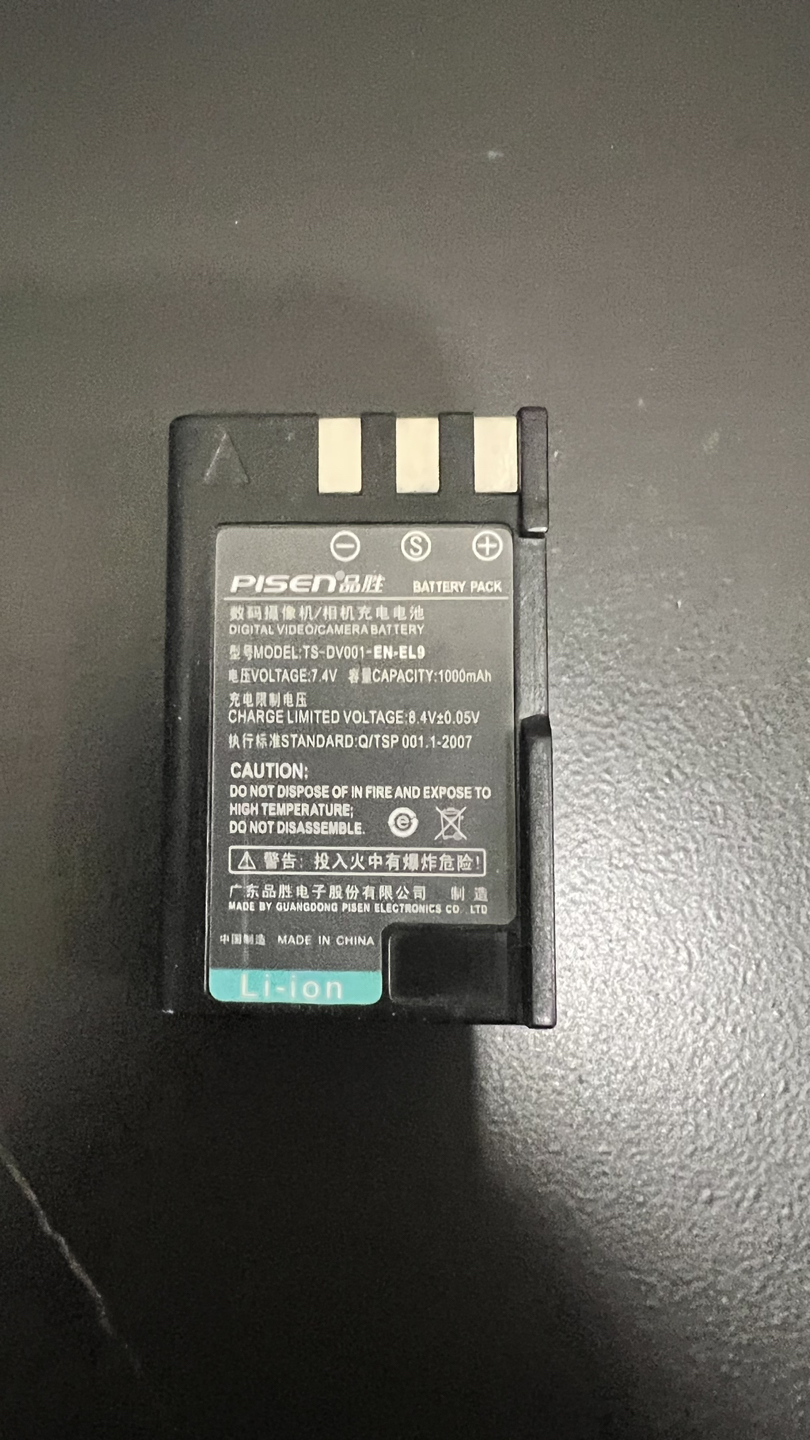 ⊖ Ⓢ ⊕
PISEN®品胜 BATTERY PACK
数码摄像机/相机充电电池
DIGITAL VIDEO/CAMERA BATTERY
型号MODEL:TS-DV001-EN-EL9
电压VOLTAGE:7.4V 容量CAPACITY:1000mAh
充电限制电压
CHARGE LIMITED VOLTAGE:8.4V±0.05V
执行标准STANDARD:Q/TSP 001.1-2007
CAUTION:
DO NOT DISPOSE OF IN FIRE AND EXPOSE TO
HIGH TEMPERATURE;
DO NOT DISASSEMBLE.
⚠ 警告: 投入火中有爆炸危险!
广东品胜电子股份有限公司 制造
MADE BY GUANGDONG PISEN ELECTRONICS CO. LTD
中国制造 MADE IN CHINA
Li-ion